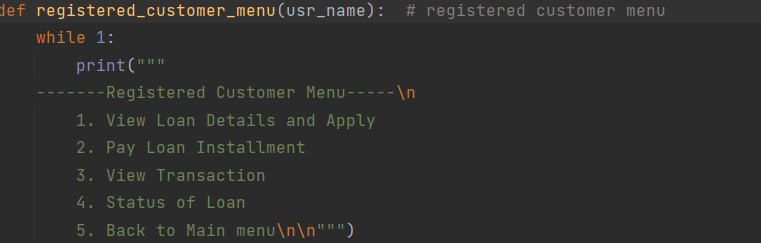 def registered_customer_menu(usr_name):  # registered customer menu
    while 1:
        print("""
    -------Registered Customer Menu-----\n
        1. View Loan Details and Apply
        2. Pay Loan Installment
        3. View Transaction
        4. Status of Loan
        5. Back to Main menu\n\n""")